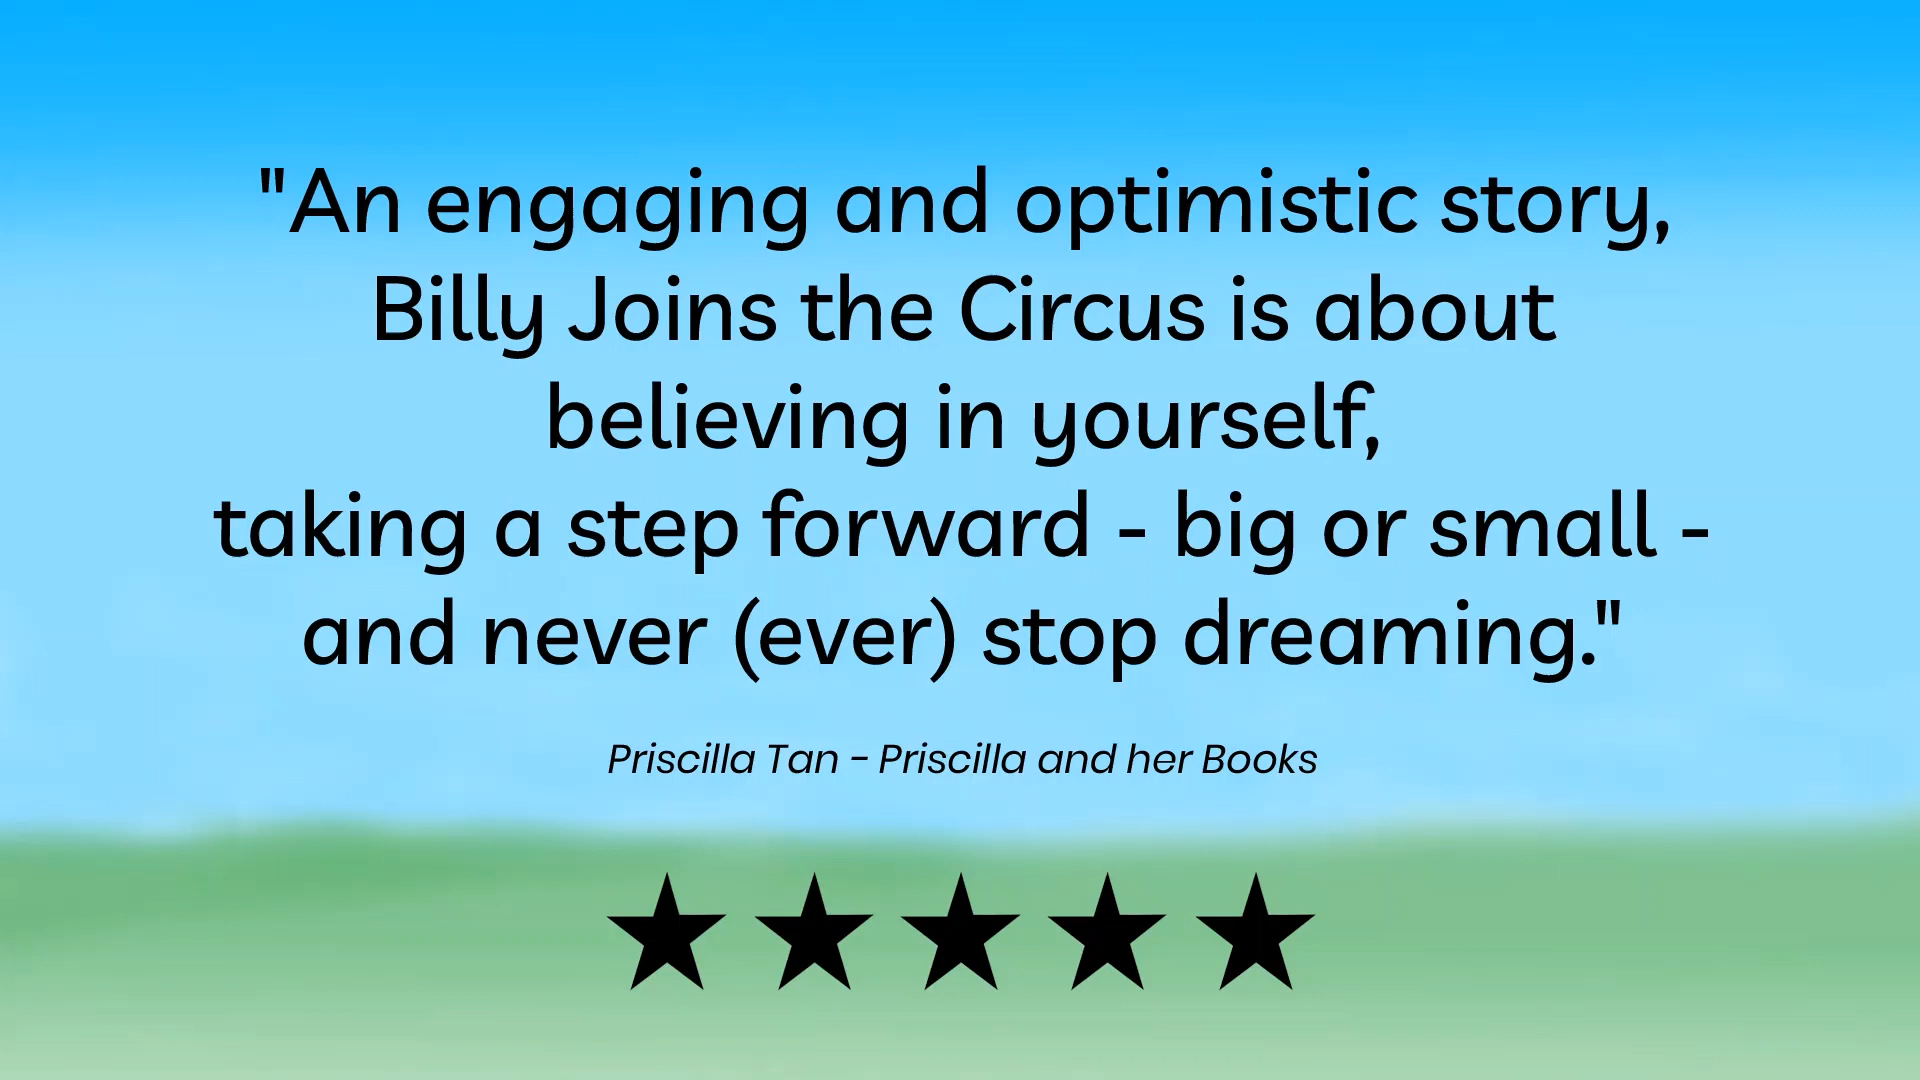 "An engaging and optimistic story,
Billy Joins the Circus is about
believing in yourself,
taking a step forward - big or small -
and never (ever) stop dreaming."
Priscilla Tan - Priscilla and her Books